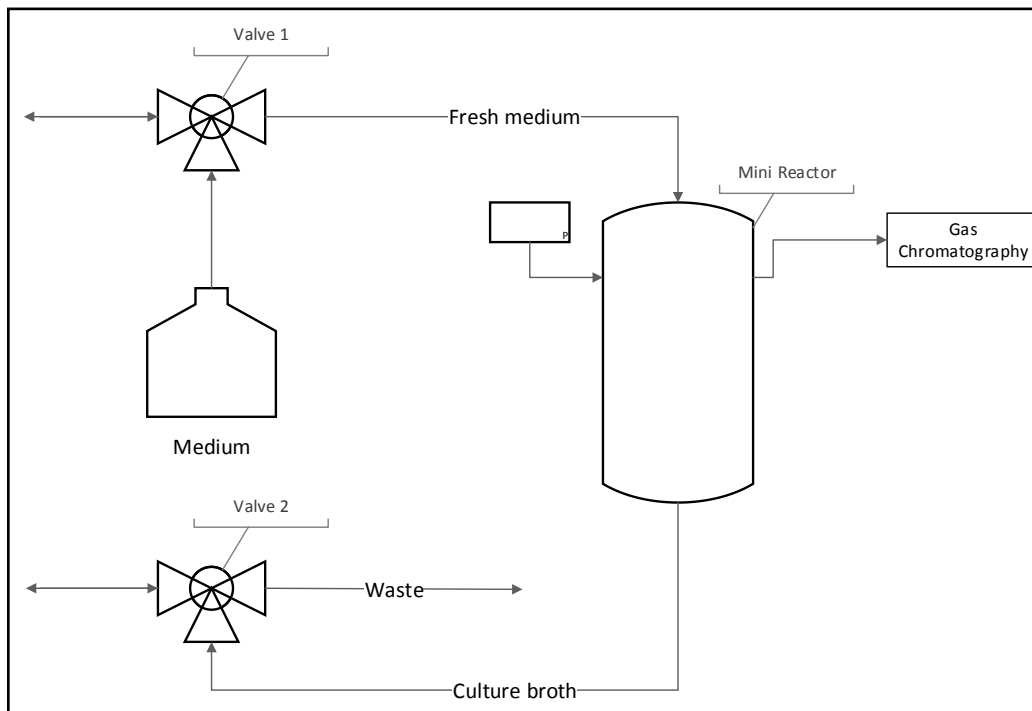 Valve 1
Fresh medium
Mini Reactor
P
Gas
Chromatography
Medium
Valve 2
Waste
Culture broth